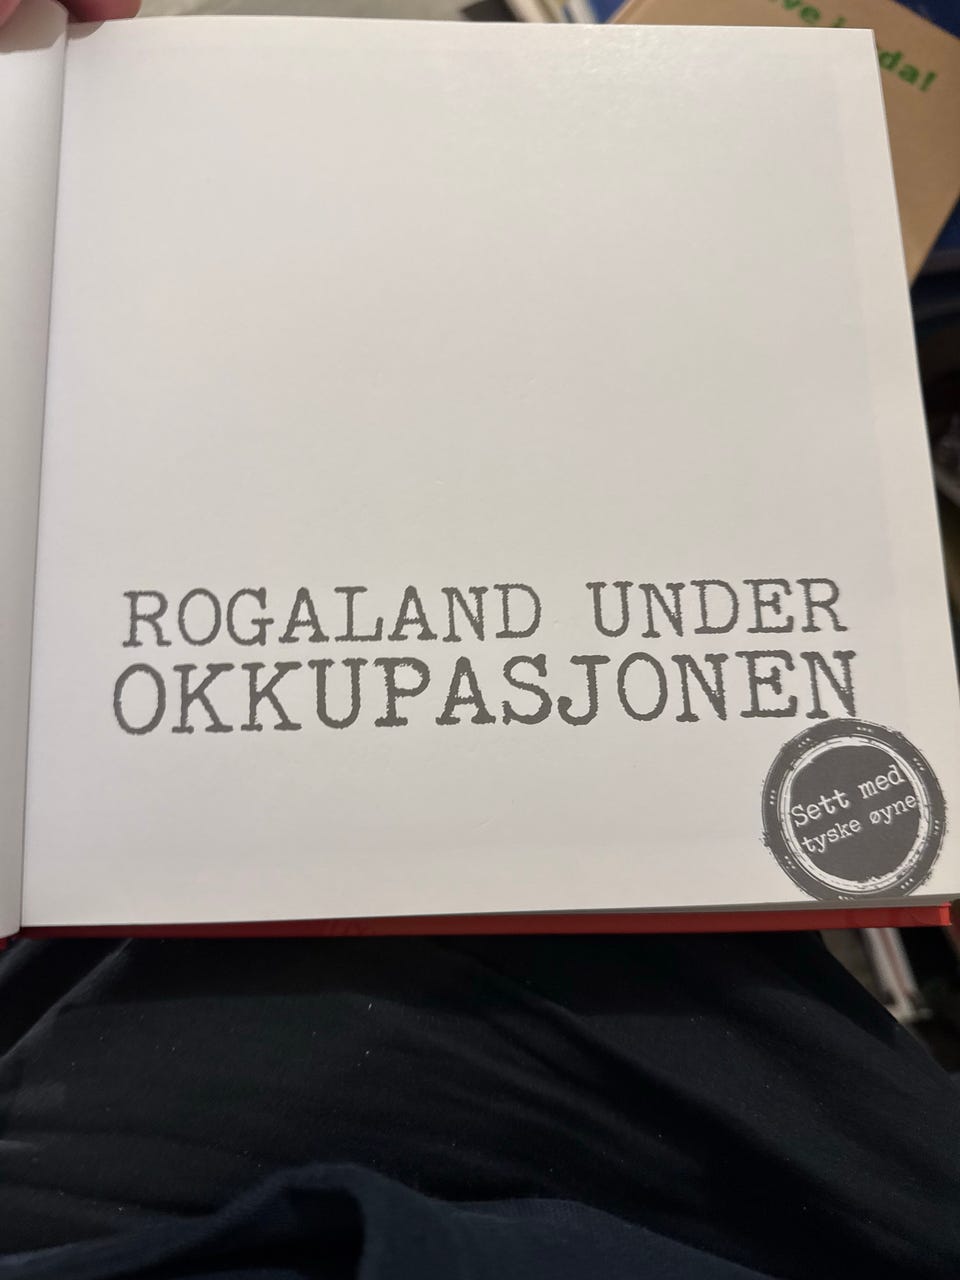 ROGALAND UNDER
OKKUPASJONEN
Sett med
tyske øyne